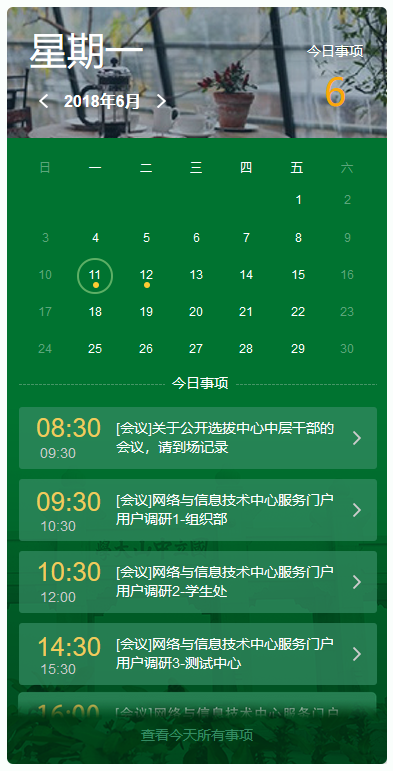 星期一
今日事项
6
2018年6月
日 一 二 三 四 五 六
1 2
3 4 5 6 7 8 9
10 11 12 13 14 15 16
17 18 19 20 21 22 23
24 25 26 27 28 29 30
今日事项
08:30
09:30
[会议]关于公开选拔中心中层干部的
会议，请到场记录
09:30
10:30
[会议]网络与信息技术中心服务门户
用户调研1-组织部
10:30
12:00
[会议]网络与信息技术中心服务门户
用户调研2-学生处
14:30
15:30
[会议]网络与信息技术中心服务门户
用户调研3-测试中心
16:00
[会议]网络与信息技术中心服务门户
查看今天所有事项